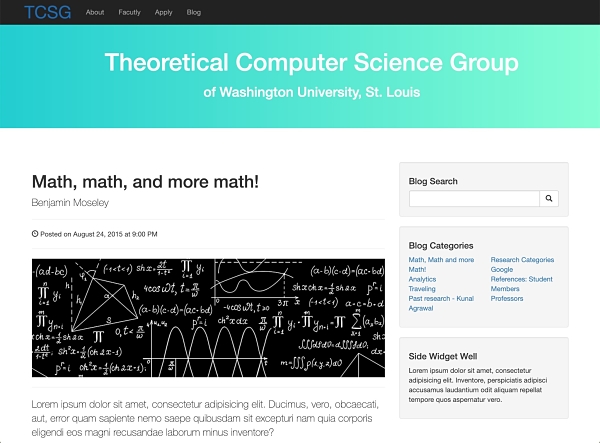 TCSG About Facutly Apply Blog
Theoretical Computer Science Group
of Washington University, St. Louis
Math, math, and more math!
Benjamin Moseley
Posted on August 24, 2015 at 9:00 PM
Lorem ipsum dolor sit amet, consectetur adipisicing elit. Ducimus, vero, obcaecati,
aut, error quam sapiente nemo saepe quibusdam sit excepturi nam quia corporis
eligendi eos magni recusandae laborum minus inventore?
Blog Search
Blog Categories
Math, Math and more
Math!
Analytics
Traveling
Past research - Kunal
Agrawal
Research Categories
Google
References: Student
Members
Professors
Side Widget Well
Lorem ipsum dolor sit amet, consectetur
adipisicing elit. Inventore, perspiciatis adipisci
accusamus laudantium odit aliquam repellat
tempore quos aspernatur vero.